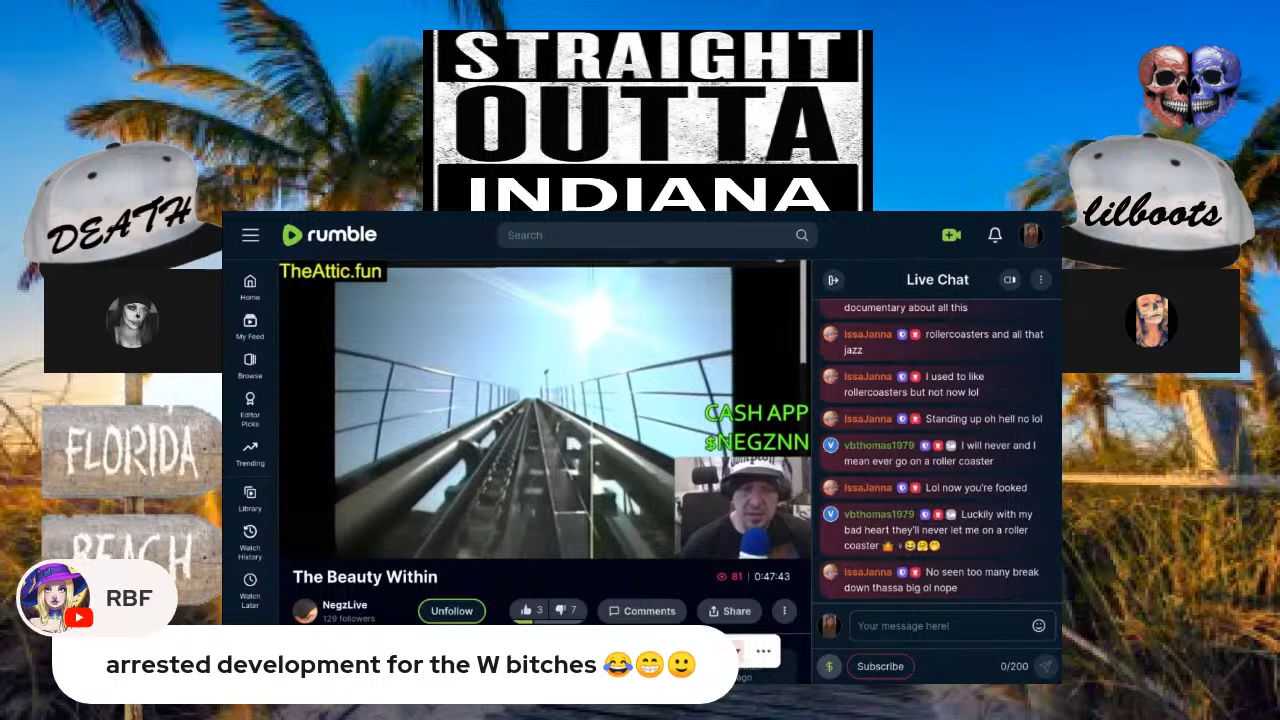 STRAIGHT
OUTTA
INDIANA
DEATH
lilboots
rumble
Search
TheAttic.fun
Home
My Feed
Browse
Editor
Picks
Trending
Library
Watch
History
Watch
Later
CASH APP
$NEGZNN
Live Chat
documentary about all this
IssaJanna rollercoasters and all that
jazz
IssaJanna I used to like
rollercoasters but not now lol
IssaJanna Standing up oh hell no lol
vbthomas1979 I will never and I
mean ever go on a roller coaster
IssaJanna Lol now you're fooked
vbthomas1979 Luckily with my
bad heart they'll never let me on a roller
coaster 🤷 ♀😂🤗🤭
IssaJanna No seen too many break
down thassa big ol nope
Your message here!
$
Subscribe
0/200
The Beauty Within
81 0:47:43
NegzLive
129 followers
Unfollow
3
7
Comments
Share
ago
FLORIDA
BEACH
RBF
arrested development for the W bitches 😂😁🙂